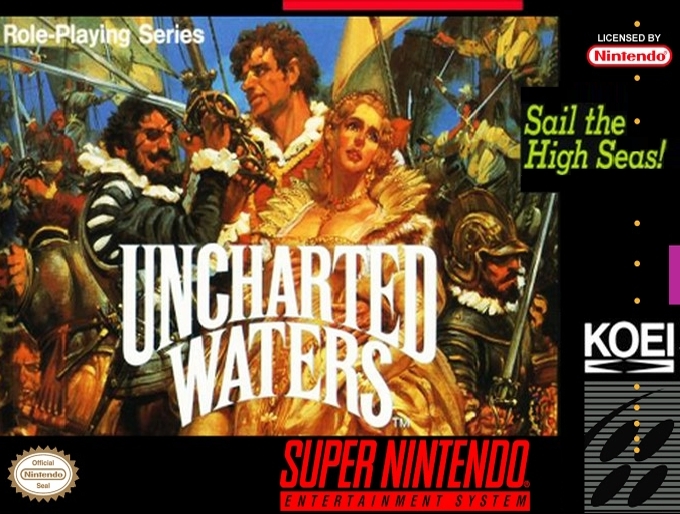 Role-Playing Series
LICENSED BY
Nintendo®
Sail the
High Seas!
UNCHARTED
WATERS
TM
KOEI
Official
Nintendo
Seal
SUPER NINTENDO®
ENTERTAINMENT SYSTEM